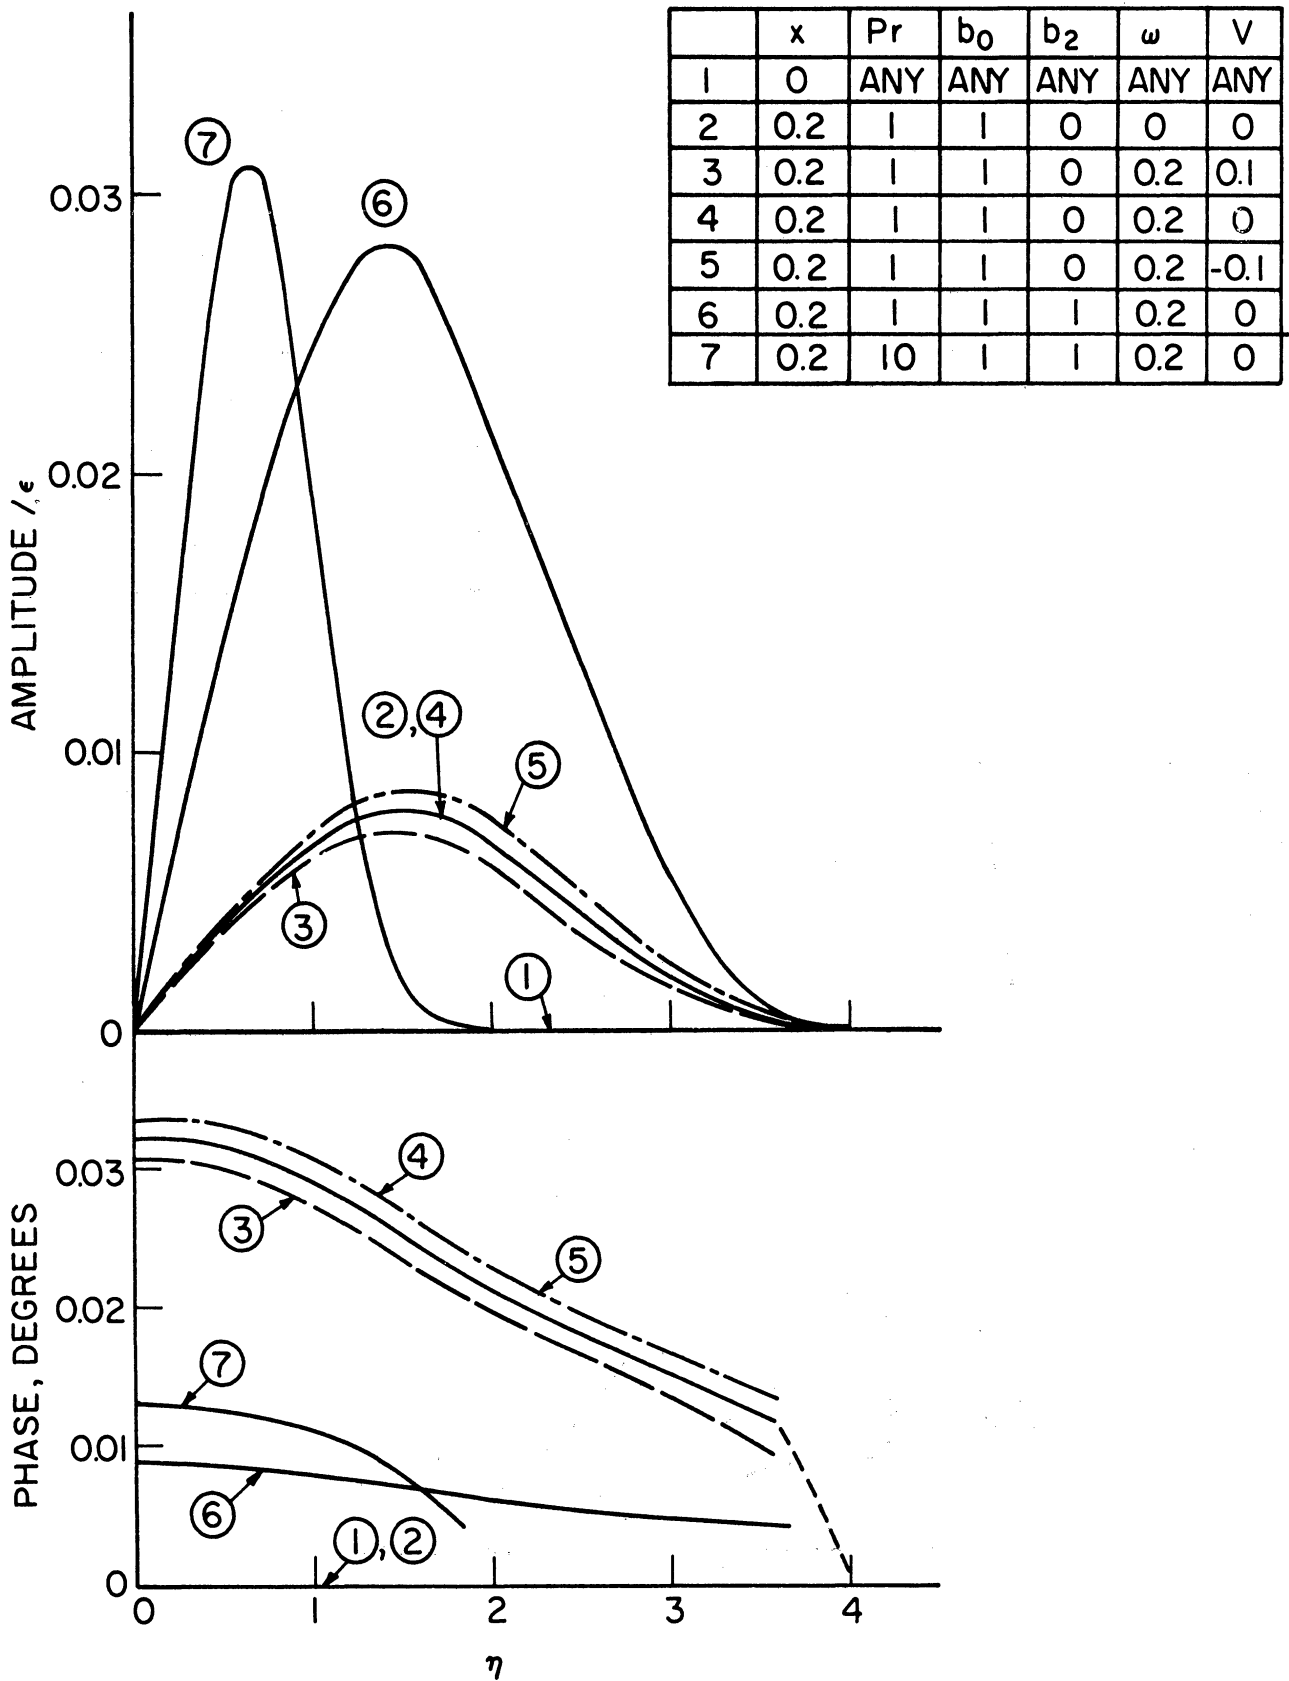 x Pr b0 b2 ω V
1 0 ANY ANY ANY ANY ANY
2 0.2 1 1 0 0 0
3 0.2 1 1 0 0.2 0.1
4 0.2 1 1 0 0.2 0
5 0.2 1 1 0 0.2 -0.1
6 0.2 1 1 1 0.2 0
7 0.2 10 1 1 0.2 0
7
6
0.03
0.02
AMPLITUDE / ϵ
2,4
0.01
5
3
1
0
4
0.03
3
5
0.02
PHASE, DEGREES
7
0.01
6
1,2
0
0 1 2 3 4
η